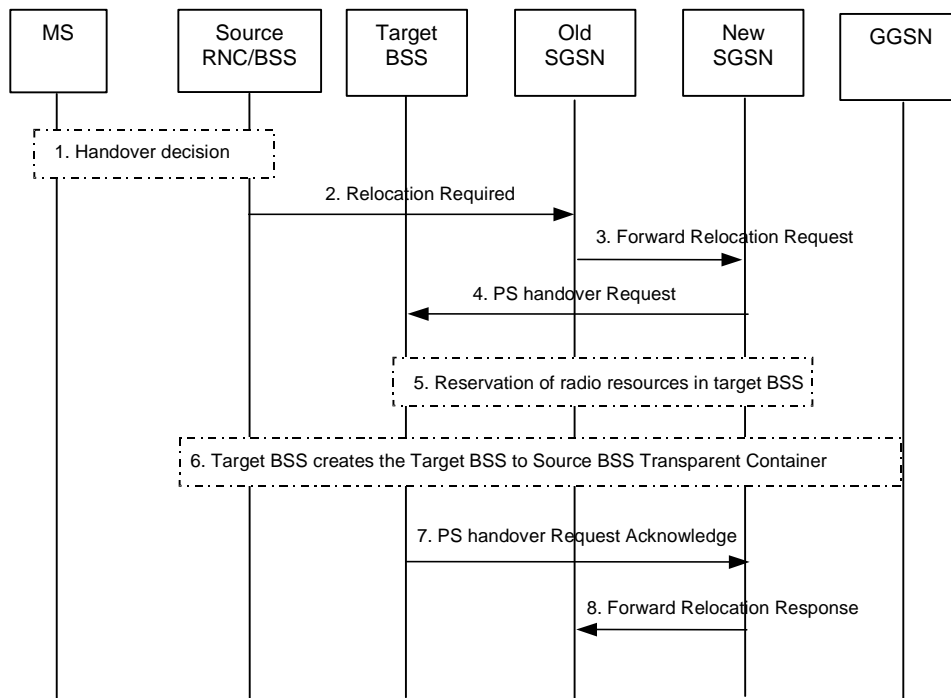 MS
Source
RNC/BSS
Target
BSS
Old
SGSN
New
SGSN
GGSN
1. Handover decision
2. Relocation Required
3. Forward Relocation Request
4. PS handover Request
5. Reservation of radio resources in target BSS
6. Target BSS creates the Target BSS to Source BSS Transparent Container
7. PS handover Request Acknowledge
8. Forward Relocation Response